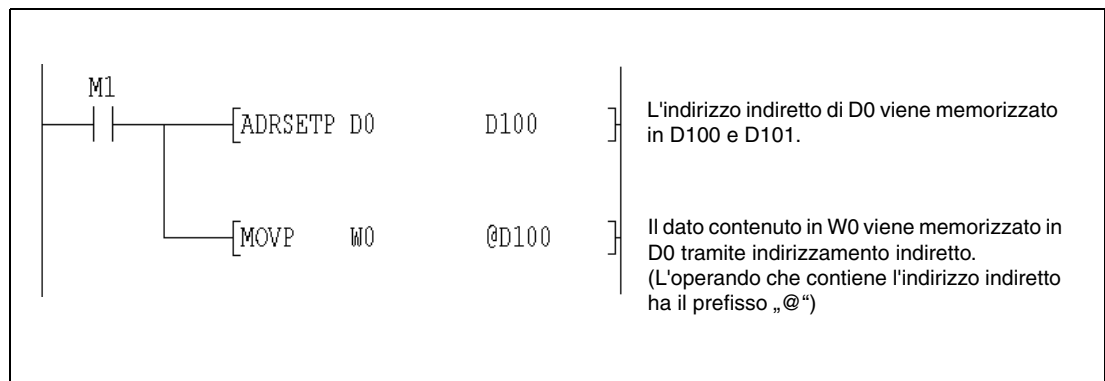 M1
[ADRSETP D0 D100 ]
L'indirizzo indiretto di D0 viene memorizzato
in D100 e D101.
[MOVP W0 @D100 ]
Il dato contenuto in W0 viene memorizzato in
D0 tramite indirizzamento indiretto.
(L'operando che contiene l'indirizzo indiretto
ha il prefisso „@“)